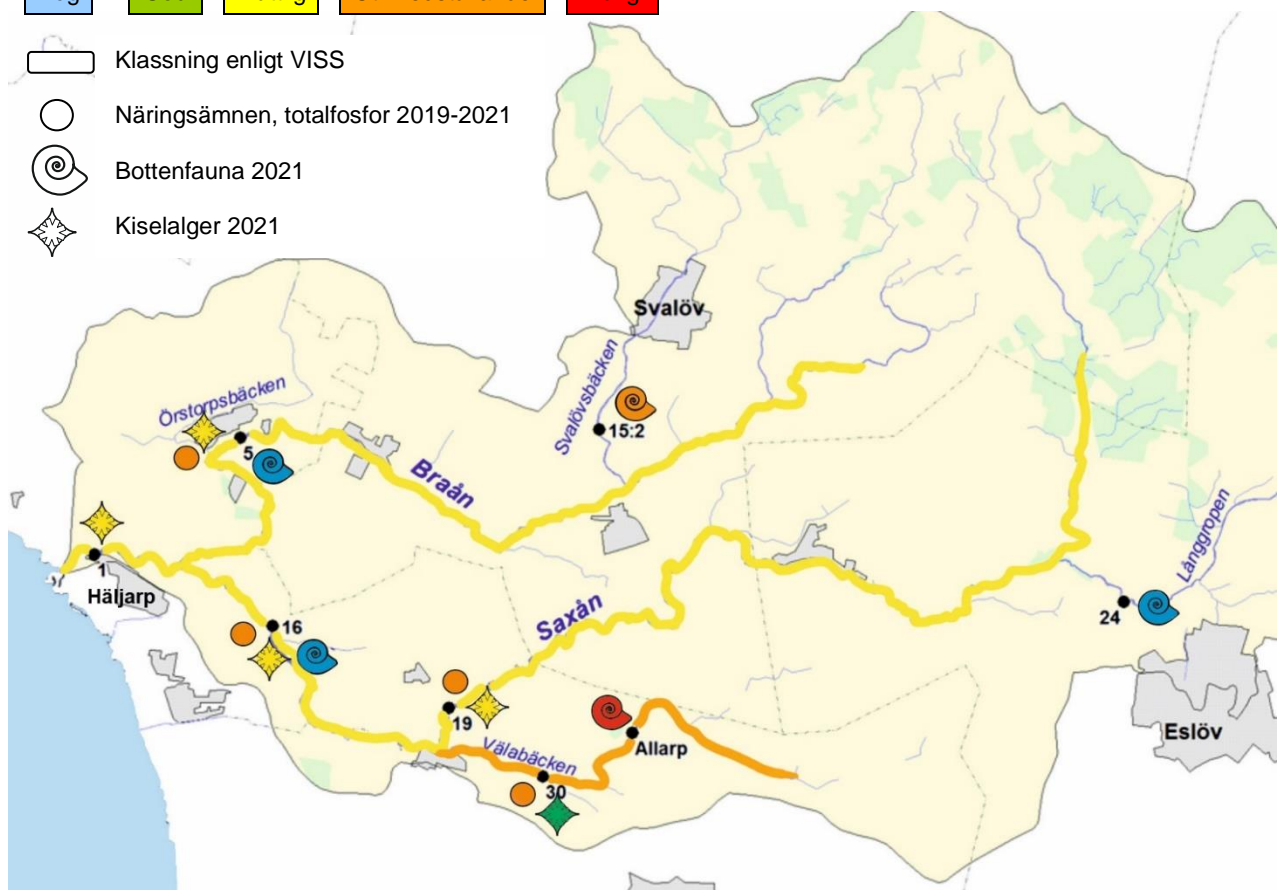 Klassning enligt VISS
Näringsämnen, totalfosfor 2019-2021
Bottenfauna 2021
Kiselalger 2021
Svalöv
Svalövsbäcken
15:2
Örstorpsbäcken
5
Braån
1
Häljarp
16
Saxån
19
Välabäcken
Allarp
30
Långgropen
24
Eslöv